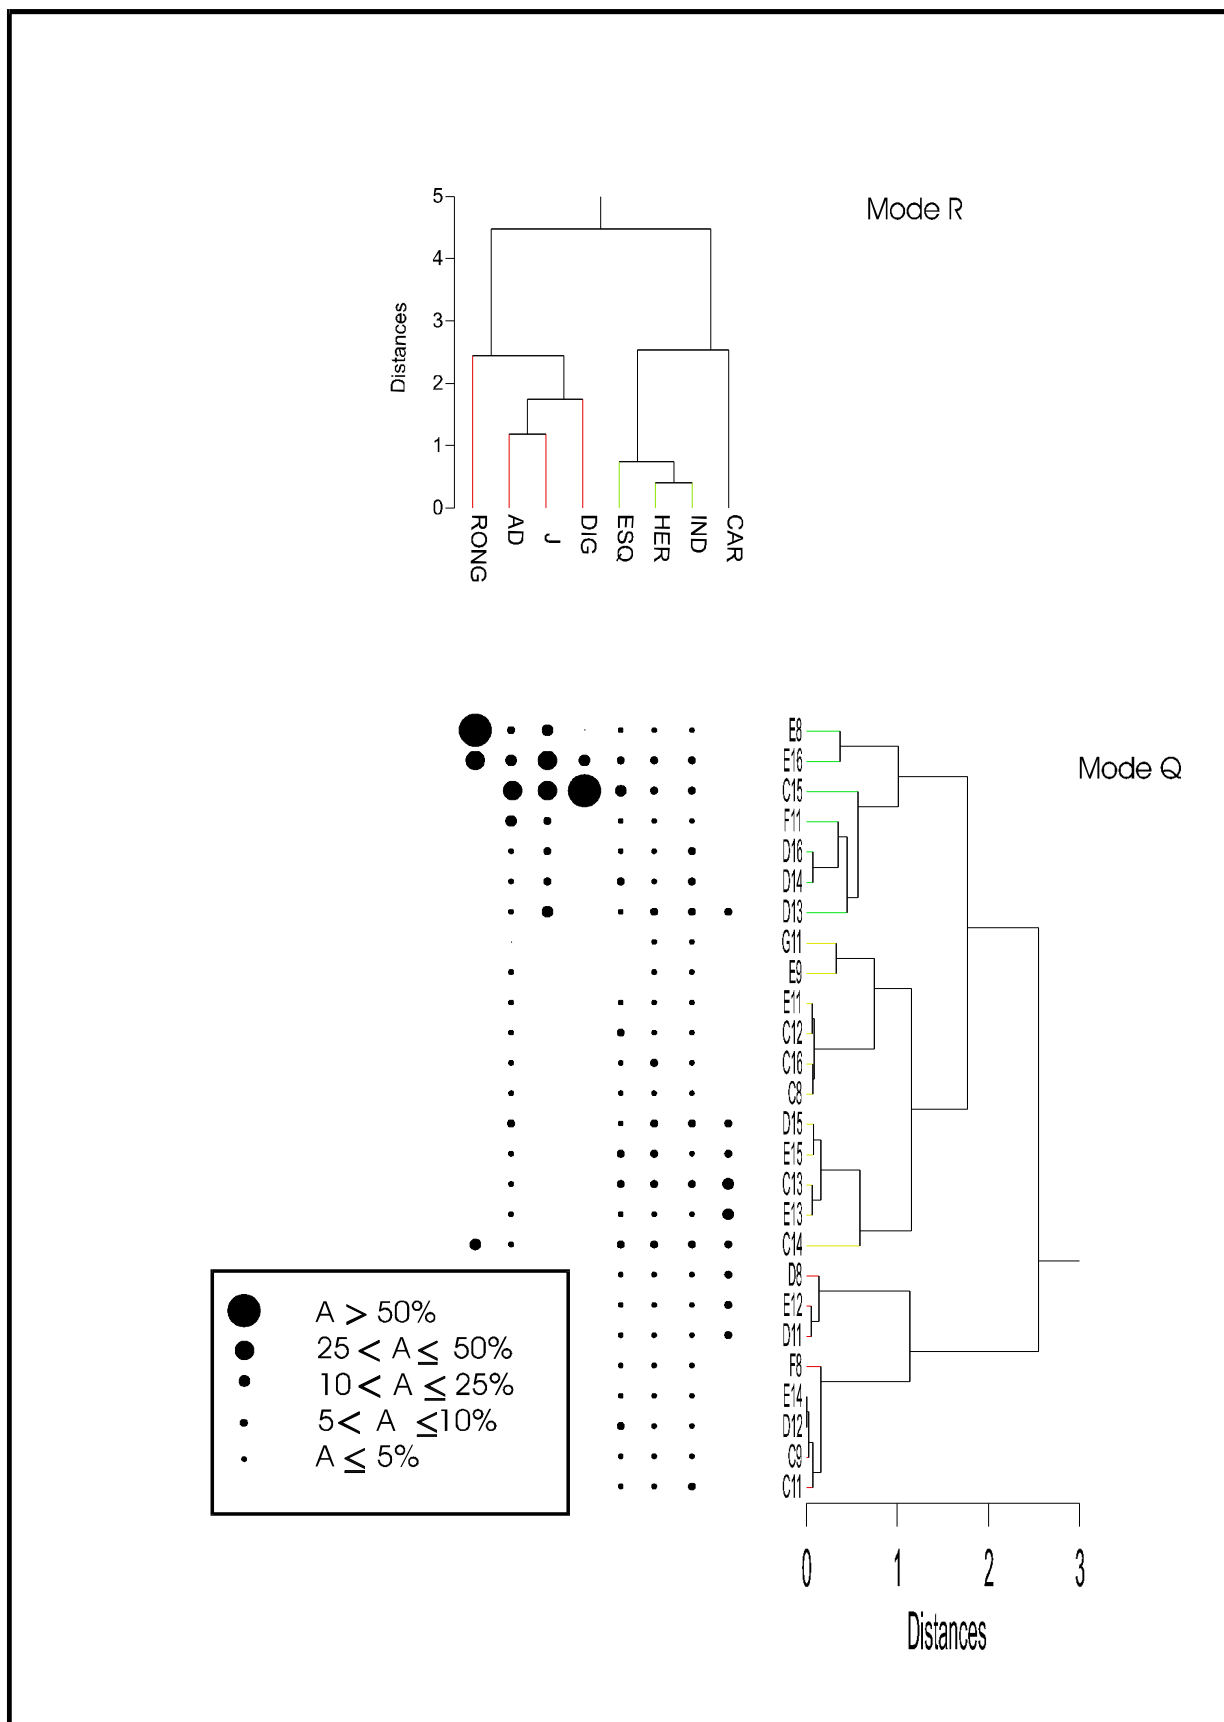 Mode R
5
4
3
2
1
0
Distances
RONG
AD
J
DIG
ESQ
HER
IND
CAR
Mode Q
E8
E16
C15
F11
D16
D14
D13
G11
E9
E11
C12
C16
C8
D15
E15
C13
E13
C14
D8
E12
D11
F8
E14
D12
C9
C11
A > 50%
25 < A ≤ 50%
10 < A ≤ 25%
5 < A ≤10%
A ≤ 5%
0 1 2 3
Distances